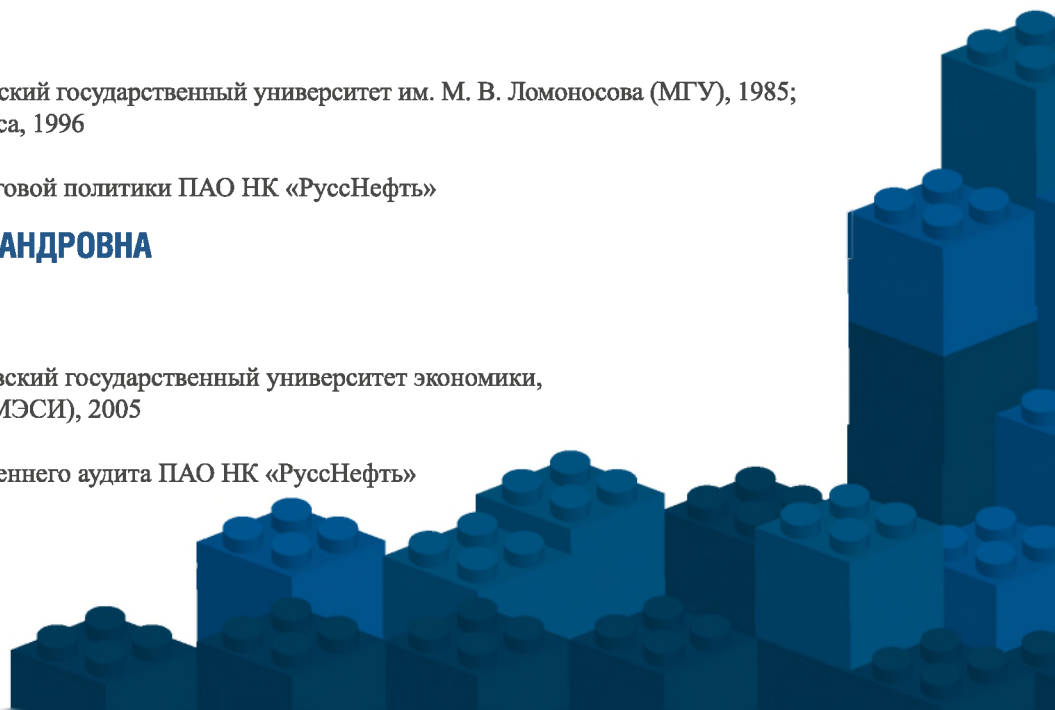 ский государственный университет им. М. В. Ломоносова (МГУ), 1985;
са, 1996
говой политики ПАО НК «РуссНефть»
АНДРОВНА
вский государственный университет экономики,
МЭСИ), 2005
еннего аудита ПАО НК «РуссНефть»